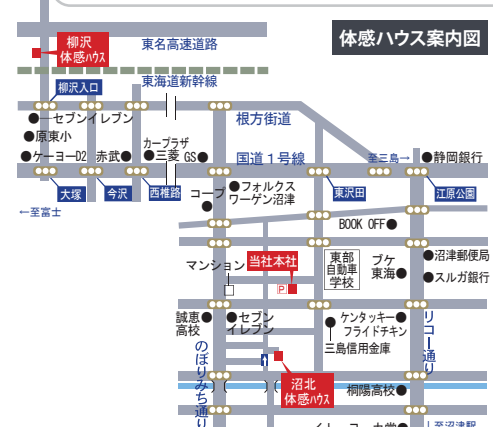 体感ハウス案内図
柳沢
体感ハウス
東名高速道路
東海道新幹線
柳沢入口
セブンイレブン
根方街道
原東小
カープラザ
三菱
GS
ケーヨーD2
赤武
国道1号線
至三島→
静岡銀行
大塚
今沢
西椎路
コープ
フォルクス
ワーゲン沼津
東沢田
江原公園
←至富士
BOOK OFF
マンション
当社本社
P
東部
自動車
学校
ブケ
東海
沼津郵便局
スルガ銀行
誠恵
高校
セブン
イレブン
ケンタッキー
フライドチキン
三島信用金庫
リコー通り
のぼりみち通り
沼北
体感ハウス
桐陽高校
↓至沼津駅